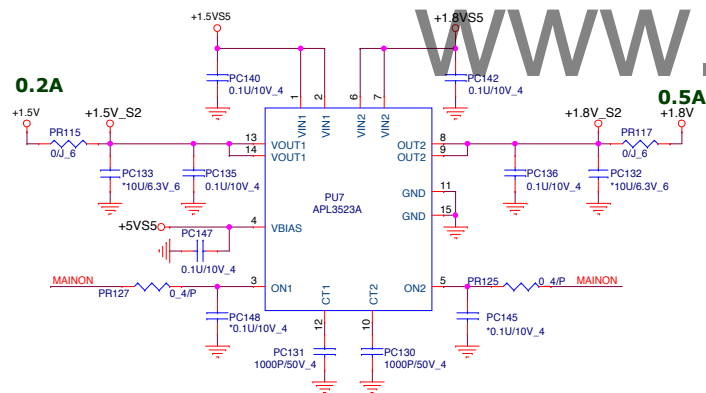 www.
+1.5VS5
+1.8VS5
PC140
0.1U/10V_4
PC142
0.1U/10V_4
0.2A
0.5A
+1.5V
+1.5V_S2
+1.8V_S2
+1.8V
1
2
6
7
VIN1
VIN1
VIN2
VIN2
PR115
0/J_6
PR117
0/J_6
13
VOUT1
14
VOUT1
8
OUT2
9
OUT2
PC133
*10U/6.3V_6
PC135
0.1U/10V_4
PC136
0.1U/10V_4
PC132
*10U/6.3V_6
PU7
APL3523A
11
GND
15
GND
+5VS5
4
VBIAS
PC147
0.1U/10V_4
MAINON
PR127
0_4/P
3
ON1
5
ON2
PR125
0_4/P
MAINON
CT1
CT2
12
10
PC148
*0.1U/10V_4
PC145
*0.1U/10V_4
PC131
1000P/50V_4
PC130
1000P/50V_4